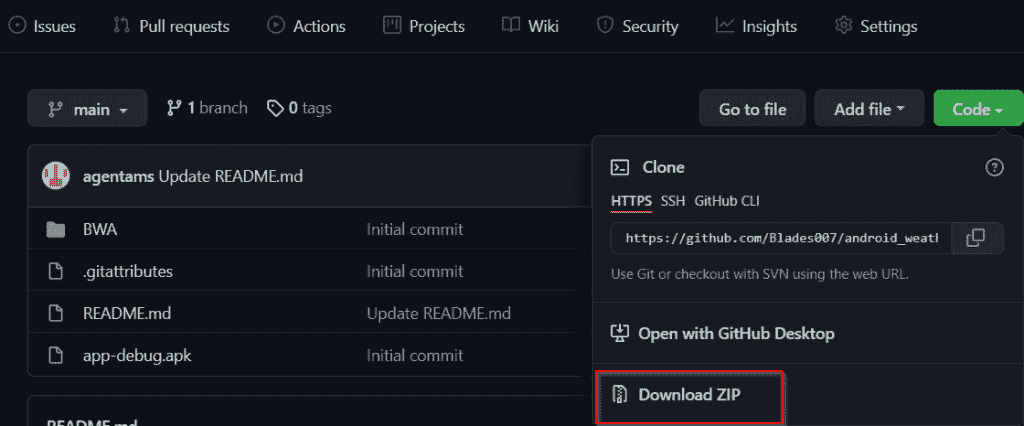 Issues Pull requests Actions Projects Wiki Security Insights Settings
main 1 branch 0 tags Go to file Add file Code
agentams Update README.md
BWA Initial commit
.gitattributes Initial commit
README.md Update README.md
app-debug.apk Initial commit
README.md
Clone
HTTPS SSH GitHub CLI
https://github.com/Blades007/android_weath
Use Git or checkout with SVN using the web URL.
Open with GitHub Desktop
Download ZIP